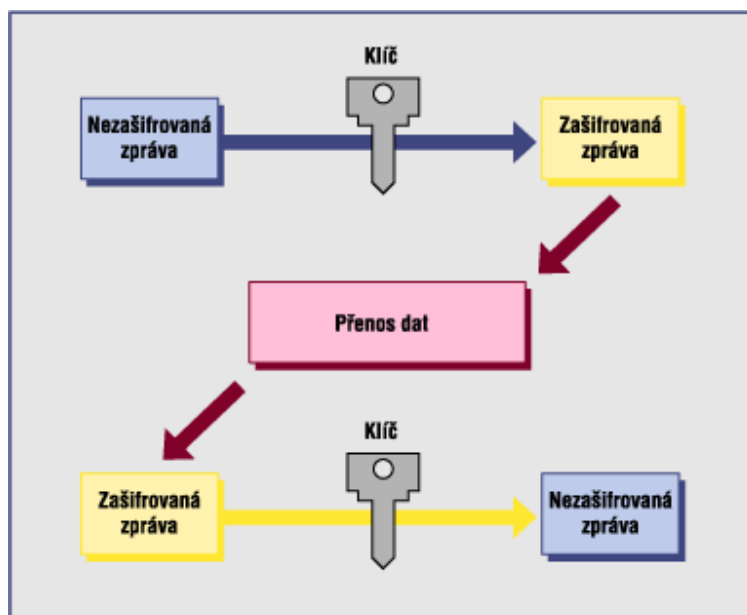 Klíč
Nezašifrovaná
zpráva
Zašifrovaná
zpráva
Přenos dat
Klíč
Zašifrovaná
zpráva
Nezašifrovaná
zpráva